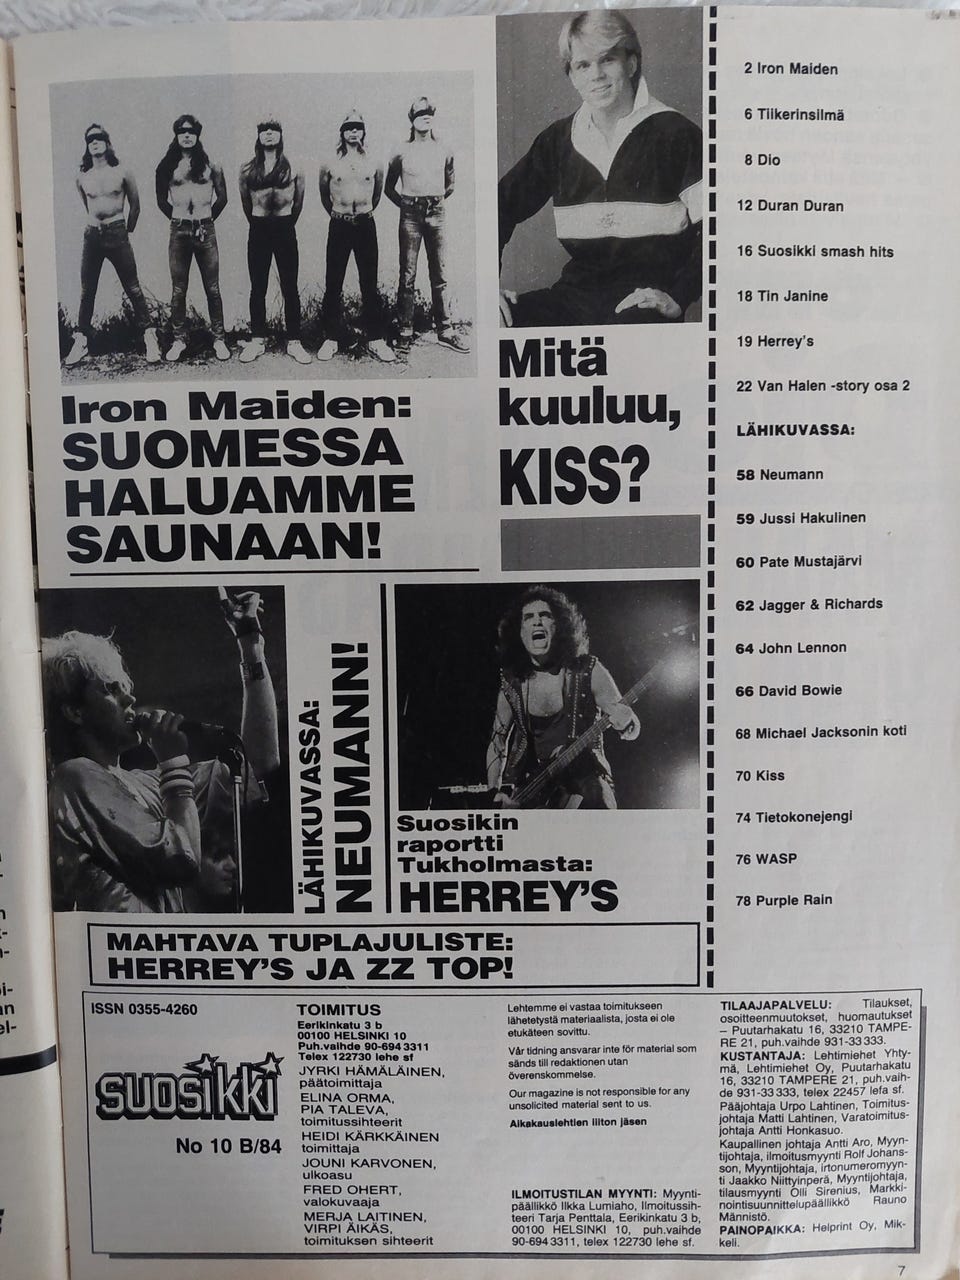 Iron Maiden:
SUOMESSA
HALUAMME
SAUNAAN!
Mitä
kuuluu,
KISS?
LÄHIKUVASSA:
NEUMANN!
Suosikin
raportti
Tukholmasta:
HERREY'S
MAHTAVA TUPLAJULISTE:
HERREY'S JA ZZ TOP!
2 Iron Maiden
6 Tiikerinsilmä
8 Dio
12 Duran Duran
16 Suosikki smash hits
18 Tin Janine
19 Herrey's
22 Van Halen -story osa 2
LÄHIKUVASSA:
58 Neumann
59 Jussi Hakulinen
60 Pate Mustajärvi
62 Jagger & Richards
64 John Lennon
66 David Bowie
68 Michael Jacksonin koti
70 Kiss
74 Tietokonejengi
76 WASP
78 Purple Rain
ISSN 0355-4260
suosikki
No 10 B/84
TOIMITUS
Eerikinkatu 3 b
00100 HELSINKI 10
Puh.vaihde 90-694 3311
Telex 122730 lehe sf
JYRKI HÄMÄLÄINEN,
päätoimittaja
ELINA ORMA,
PIA TALEVA,
toimitussihteerit
HEIDI KÄRKKÄINEN
toimittaja
JOUNI KARVONEN,
ulkoasu
FRED OHERT,
valokuvaaja
MERJA LAITINEN,
VIRPI ÄIKÄS,
toimituksen sihteerit
Lehtemme ei vastaa toimitukseen
lähetetystä materiaalista, josta ei ole
etukäteen sovittu.
Vår tidning ansvarar inte för material som
sänds till redaktionen utan
överenskommelse.
Our magazine is not responsible for any
unsolicited material sent to us.
Aikakauslehtien liiton jäsen
ILMOITUSTILAN MYYNTI: Myynti-
päällikkö Ilkka Lumiaho, Ilmoitussih-
teeri Tarja Penttala, Eerikinkatu 3 b,
00100 HELSINKI 10, puh.vaihde
90-694 3311, telex 122730 lehe sf.
TILAAJAPALVELU: Tilaukset,
osoitteenmuutokset, huomautukset
– Puutarhakatu 16, 33210 TAMPE-
RE 21, puh.vaih 931-33 333.
KUSTANTAJA: Lehtimiehet Yhty-
mä, Lehtimiehet Oy, Puutarhakatu
16, 33210 TAMPERE 21, puh.vaih-
de 931-33 333, telex 22457 lefa sf.
Pääjohtaja Urpo Lahtinen, Toimitus-
johtaja Matti Lahtinen, Varatoimitus-
johtaja Antti Honkasuo.
Kaupallinen johtaja Antti Aro, Myyn-
tijohtaja, ilmoitusmyynti Rolf Johans-
son, Myyntijohtaja, irtonumeromyyn-
ti Jaakko Niittyinperä, Myyntijohtaja,
tilausmyynti Olli Sirenius, Markki-
nointisuunnittelupäällikkö Rauno
Männistö.
PAINOPAIKKA: Helprint Oy, Mik-
keli.
7